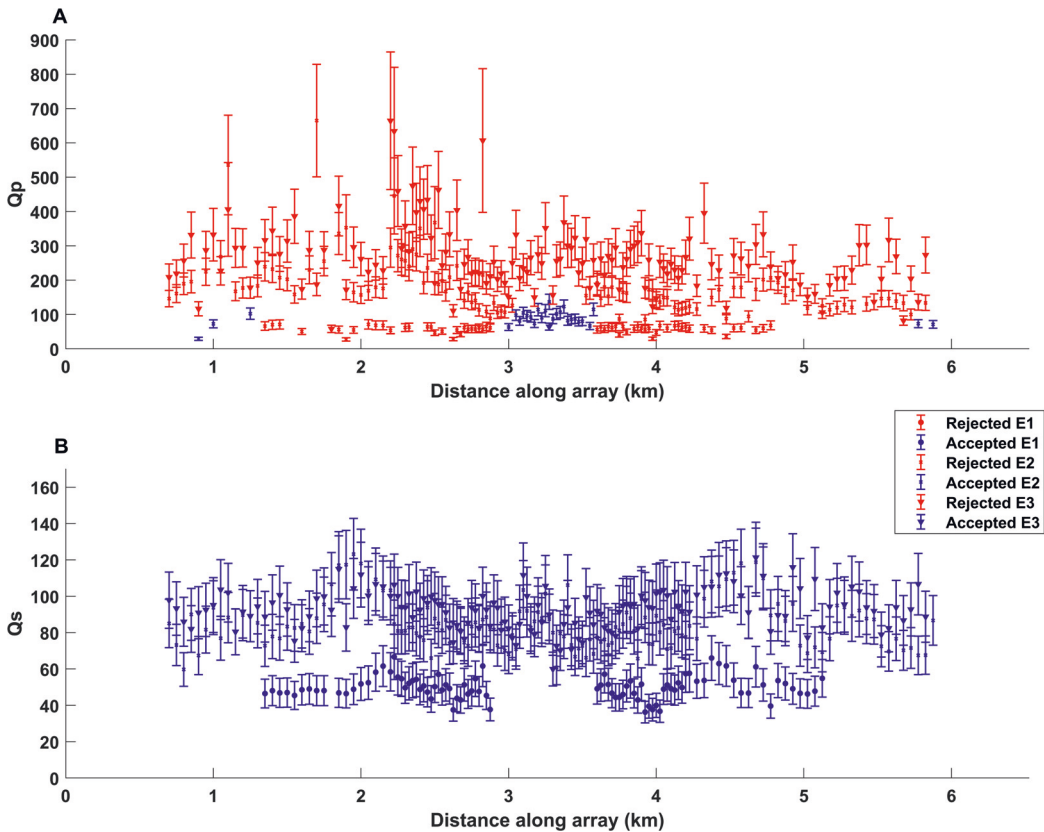 A
900
800
700
600
500
400
300
200
100
0
Qp
0 1 2 3 4 5 6
Distance along array (km)
Rejected E1
Accepted E1
Rejected E2
Accepted E2
Rejected E3
Accepted E3
B
160
140
120
100
80
60
40
20
0
Qs
0 1 2 3 4 5 6
Distance along array (km)